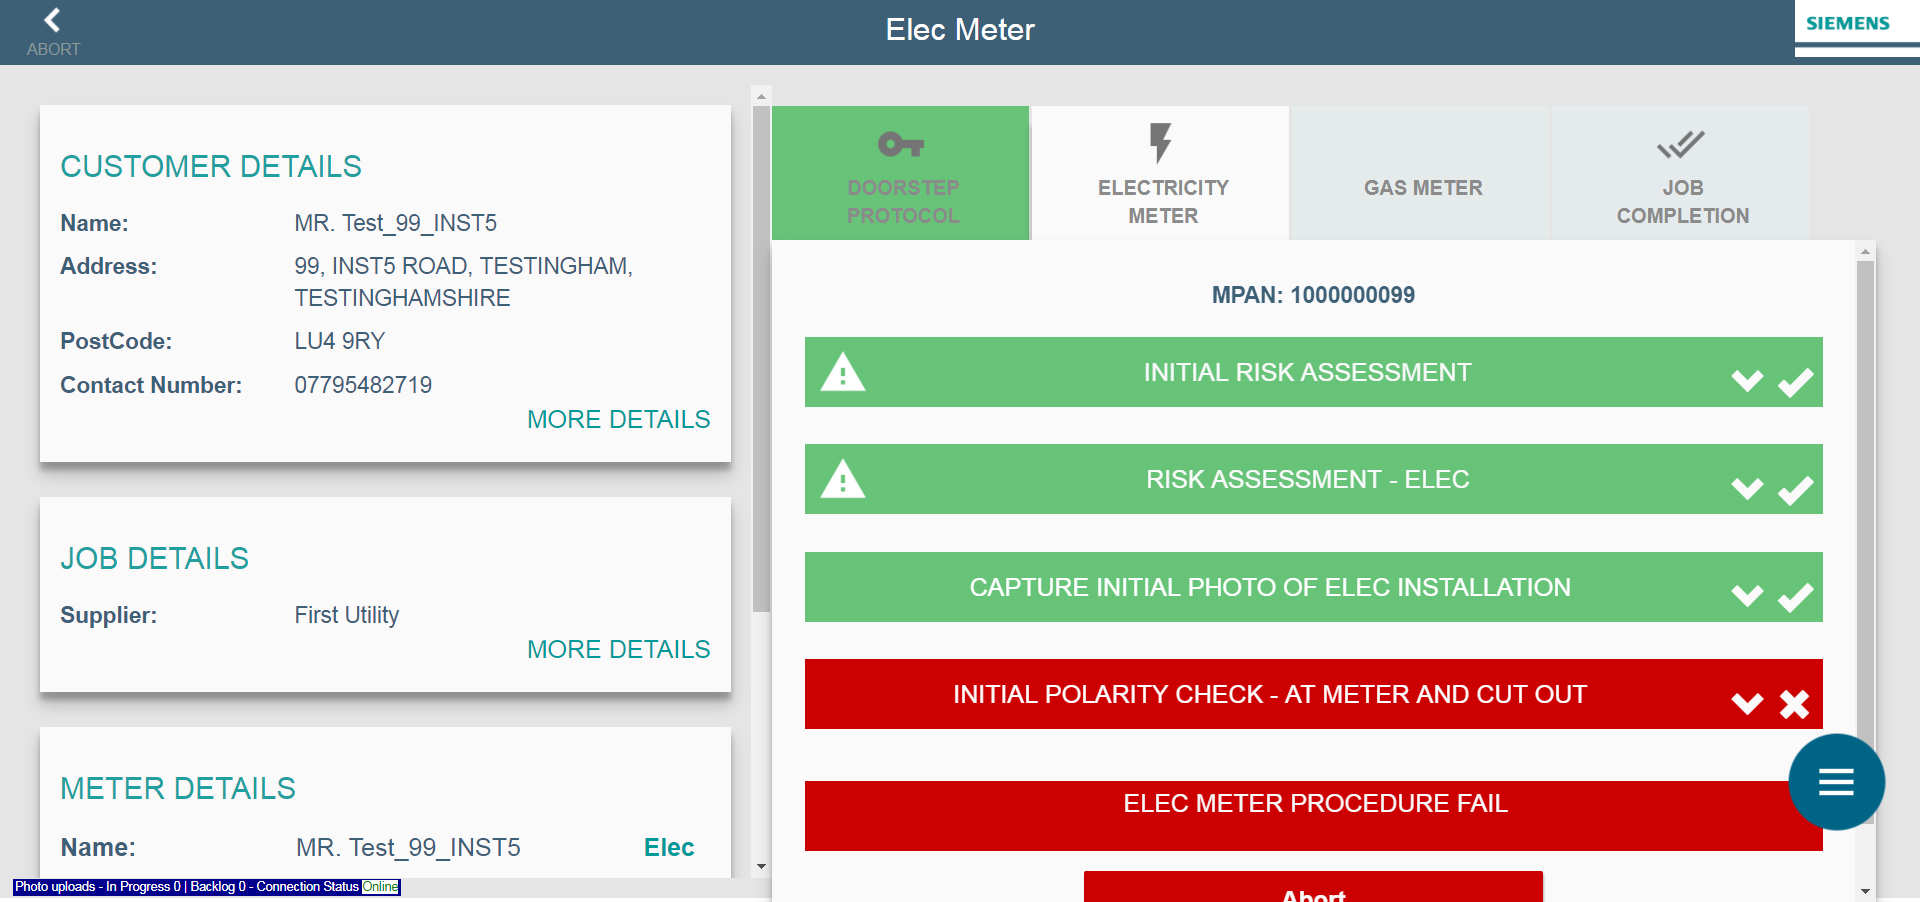 ABORT
Elec Meter
SIEMENS
CUSTOMER DETAILS
Name: MR. Test_99_INST5
Address: 99, INST5 ROAD, TESTINGHAM,
TESTINGHAMSHIRE
PostCode: LU4 9RY
Contact Number: 07795482719
MORE DETAILS
JOB DETAILS
Supplier: First Utility
MORE DETAILS
METER DETAILS
Name: MR. Test_99_INST5 Elec
Photo uploads - In Progress 0 | Backlog 0 - Connection Status Online
DOORSTEP
PROTOCOL
ELECTRICITY
METER
GAS METER
JOB
COMPLETION
MPAN: 1000000099
INITIAL RISK ASSESSMENT
RISK ASSESSMENT - ELEC
CAPTURE INITIAL PHOTO OF ELEC INSTALLATION
INITIAL POLARITY CHECK - AT METER AND CUT OUT
ELEC METER PROCEDURE FAIL
Abort